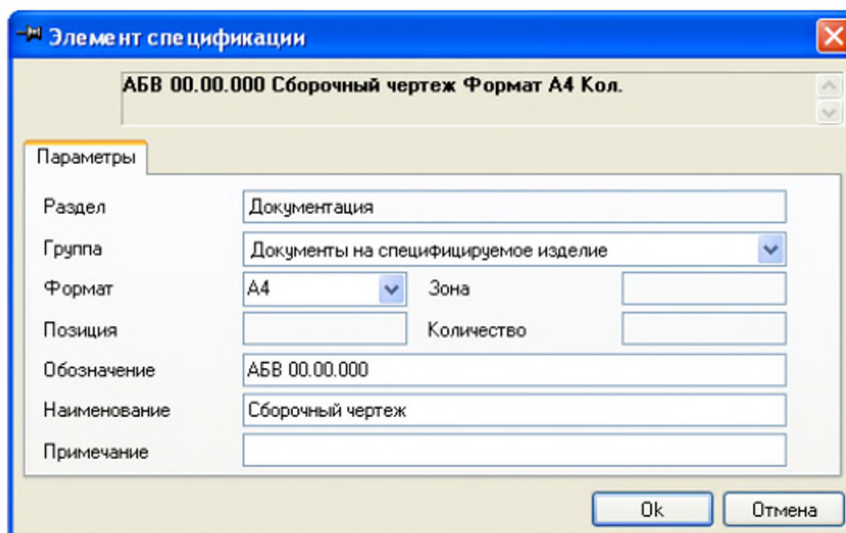 Элемент спецификации
АБВ 00.00.000 Сборочный чертеж Формат А4 Кол.
Параметры
Раздел Документация
Группа Документы на специфицируемое изделие
Формат А4 Зона
Позиция Количество
Обозначение АБВ 00.00.000
Наименование Сборочный чертеж
Примечание
Ok Отмена